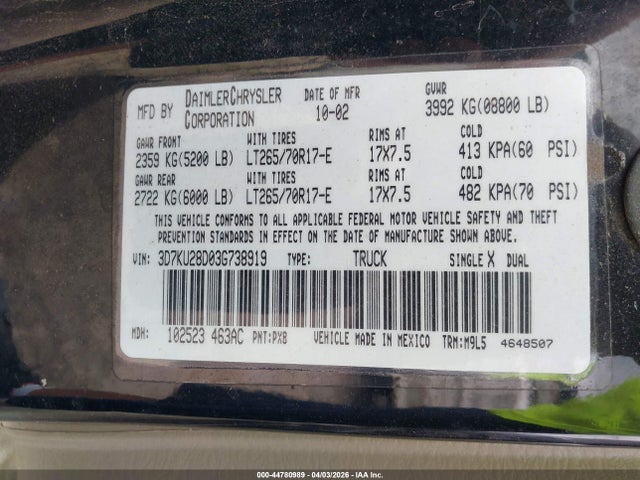 MFD BY DAIMLERCHRYSLER CORPORATION DATE OF MFR 10-02 GVWR 3992 KG(08800 LB)
GAWR FRONT WITH TIRES RIMS AT COLD
2359 KG(5200 LB) LT265/70R17-E 17X7.5 413 KPA(60 PSI)
GAWR REAR WITH TIRES RIMS AT COLD
2722 KG(6000 LB) LT265/70R17-E 17X7.5 482 KPA(70 PSI)
THIS VEHICLE CONFORMS TO ALL APPLICABLE FEDERAL MOTOR VEHICLE SAFETY AND THEFT
PREVENTION STANDARDS IN EFFECT ON THE DATE OF MANUFACTURE SHOWN ABOVE.
VIN: 3D7KU28D03G738919 TYPE: TRUCK SINGLE X DUAL
MDH: 102523 463AC PNT:PXB VEHICLE MADE IN MEXICO TRM:M9L5 4648507
000-44780989 - 04/03/2026 - IAA Inc.